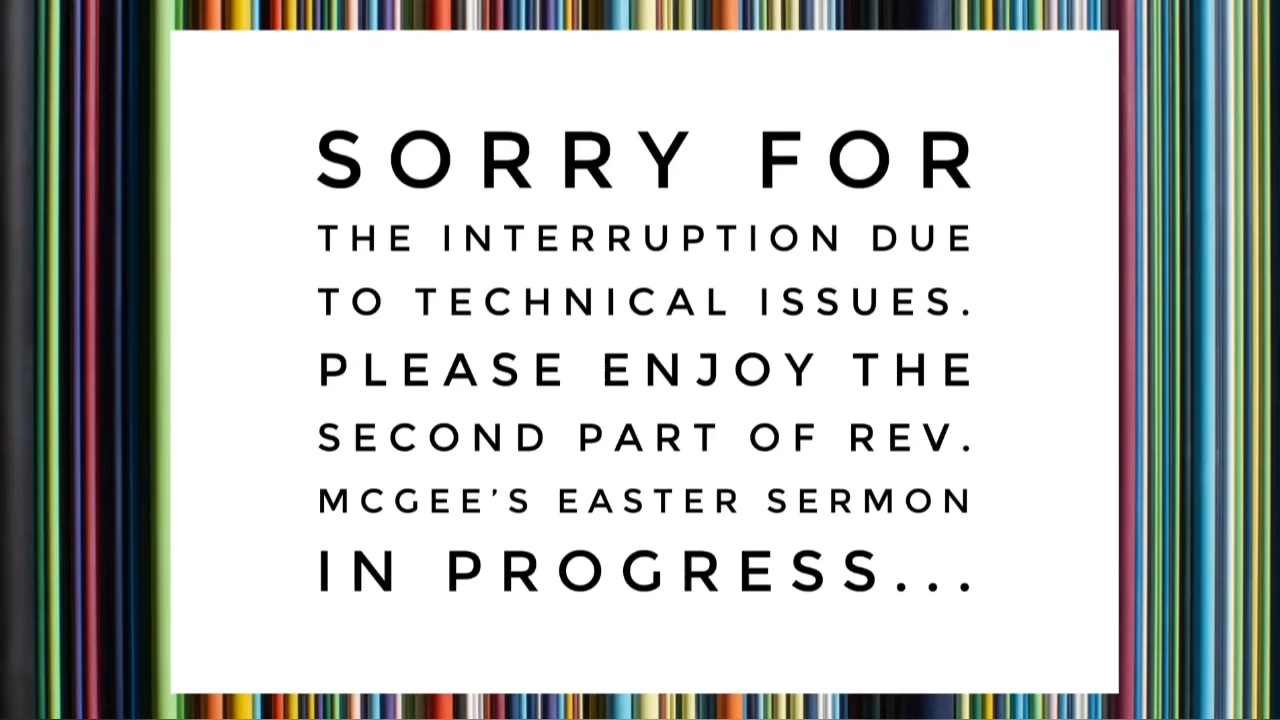 SORRY FOR
THE INTERRUPTION DUE
TO TECHNICAL ISSUES.
PLEASE ENJOY THE
SECOND PART OF REV.
MCGEE’S EASTER SERMON
IN PROGRESS...